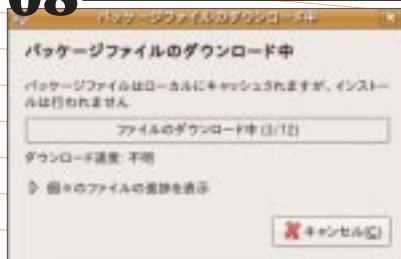 08
パッケージファイルのダウンロード中
パッケージファイルのダウンロード中
パッケージファイルはローカルにキャッシュされますが、インストー
ルは行われません
ファイルのダウンロード中 (3/12)
ダウンロード速度: 不明
個々のファイルの進捗を表示
キャンセル(C)